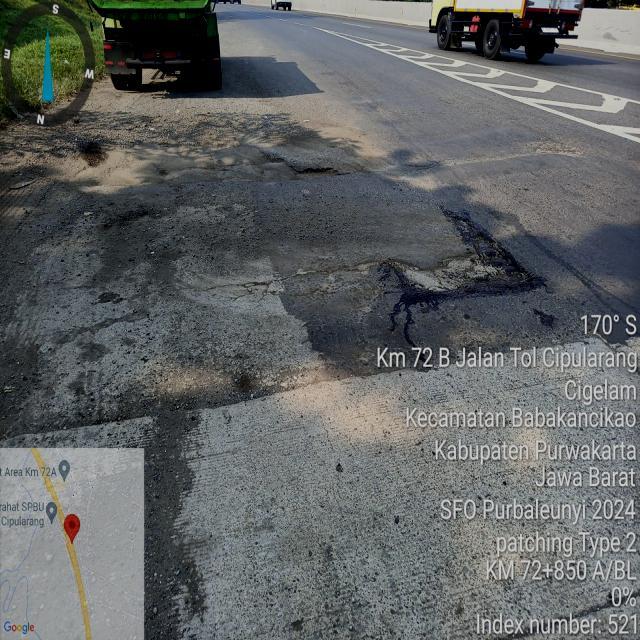 S
E
W
N
170° S
Km 72 B Jalan Tol Cipularang
Cigelam
Kecamatan Babakancikao
Kabupaten Purwakarta
Jawa Barat
SFO Purbaleunyi 2024
patching Type 2
KM 72+850 A/BL
0%
Index number: 521
t Area Km 72A
rahat SPBU
Cipularang
Google